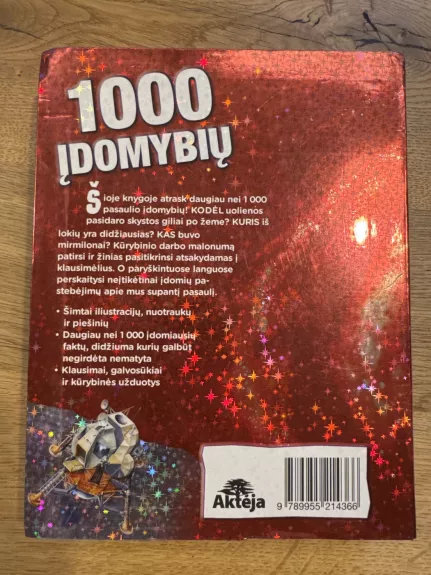 1000
ĮDOMYBIŲ
Šioje knygoje atrask daugiau nei 1 000
pasaulio įdomybių! KODĖL uolienos
pasidaro skystos giliai po žeme? KURIS iš
lokių yra didžiausias? KAS buvo
mirmilonai? Kūrybinio darbo malonumą
patirsi ir žinias pasitikrinsi atsakydamas į
klausimėlius. O paryškintuose languose
perskaitysi neįtikėtinai įdomių pa-
stebėjimų apie mus supantį pasaulį.
• Šimtai iliustracijų, nuotraukų
ir piešinių
• Daugiau nei 1 000 įdomiausių
faktų, didžiuma kurių galbūt
negirdėta nematyta
• Klausimai, galvosūkiai
ir kūrybinės užduotys
Aktėja
9 789955 214366